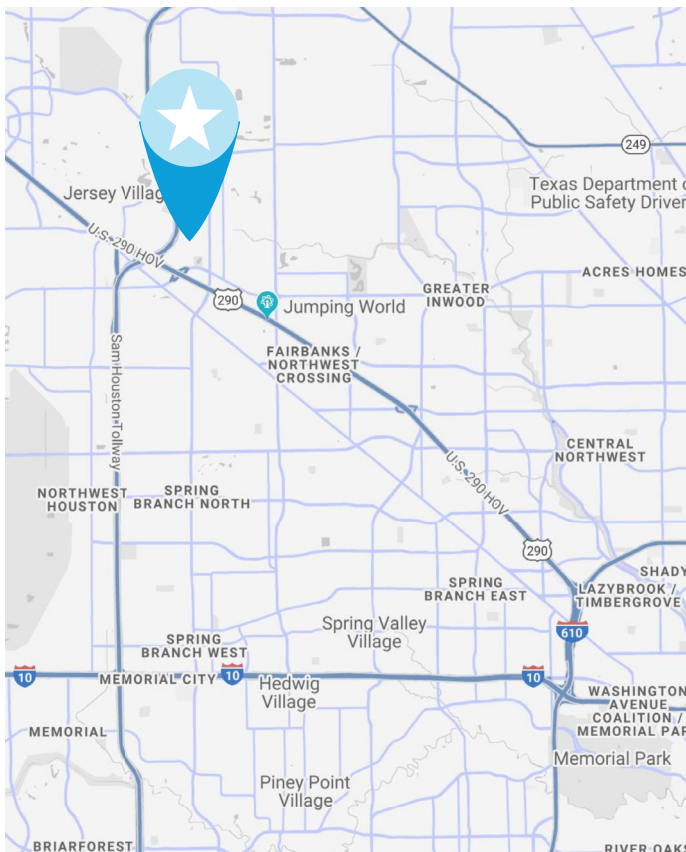 249
Jersey Villag
Texas Department o
Public Safety Driver
U.S. 290 HOV
ACRES HOMES
GREATER
INWOOD
290
Jumping World
Sam Houston Tollway
FAIRBANKS /
NORTHWEST
CROSSING
CENTRAL
NORTHWEST
U.S. 290 HOV
NORTHWEST
HOUSTON
SPRING
BRANCH NORTH
290
SHADY
LAZYBROOK /
TIMBERGROVE
SPRING
BRANCH EAST
610
Spring Valley
Village
SPRING
BRANCH WEST
10
MEMORIAL CITY
10
10
Hedwig
Village
WASHINGTON
AVENUE
COALITION /
MEMORIAL PAR
MEMORIAL
Memorial Park
Piney Point
Village
BRIARFOREST
RIVER OAKS